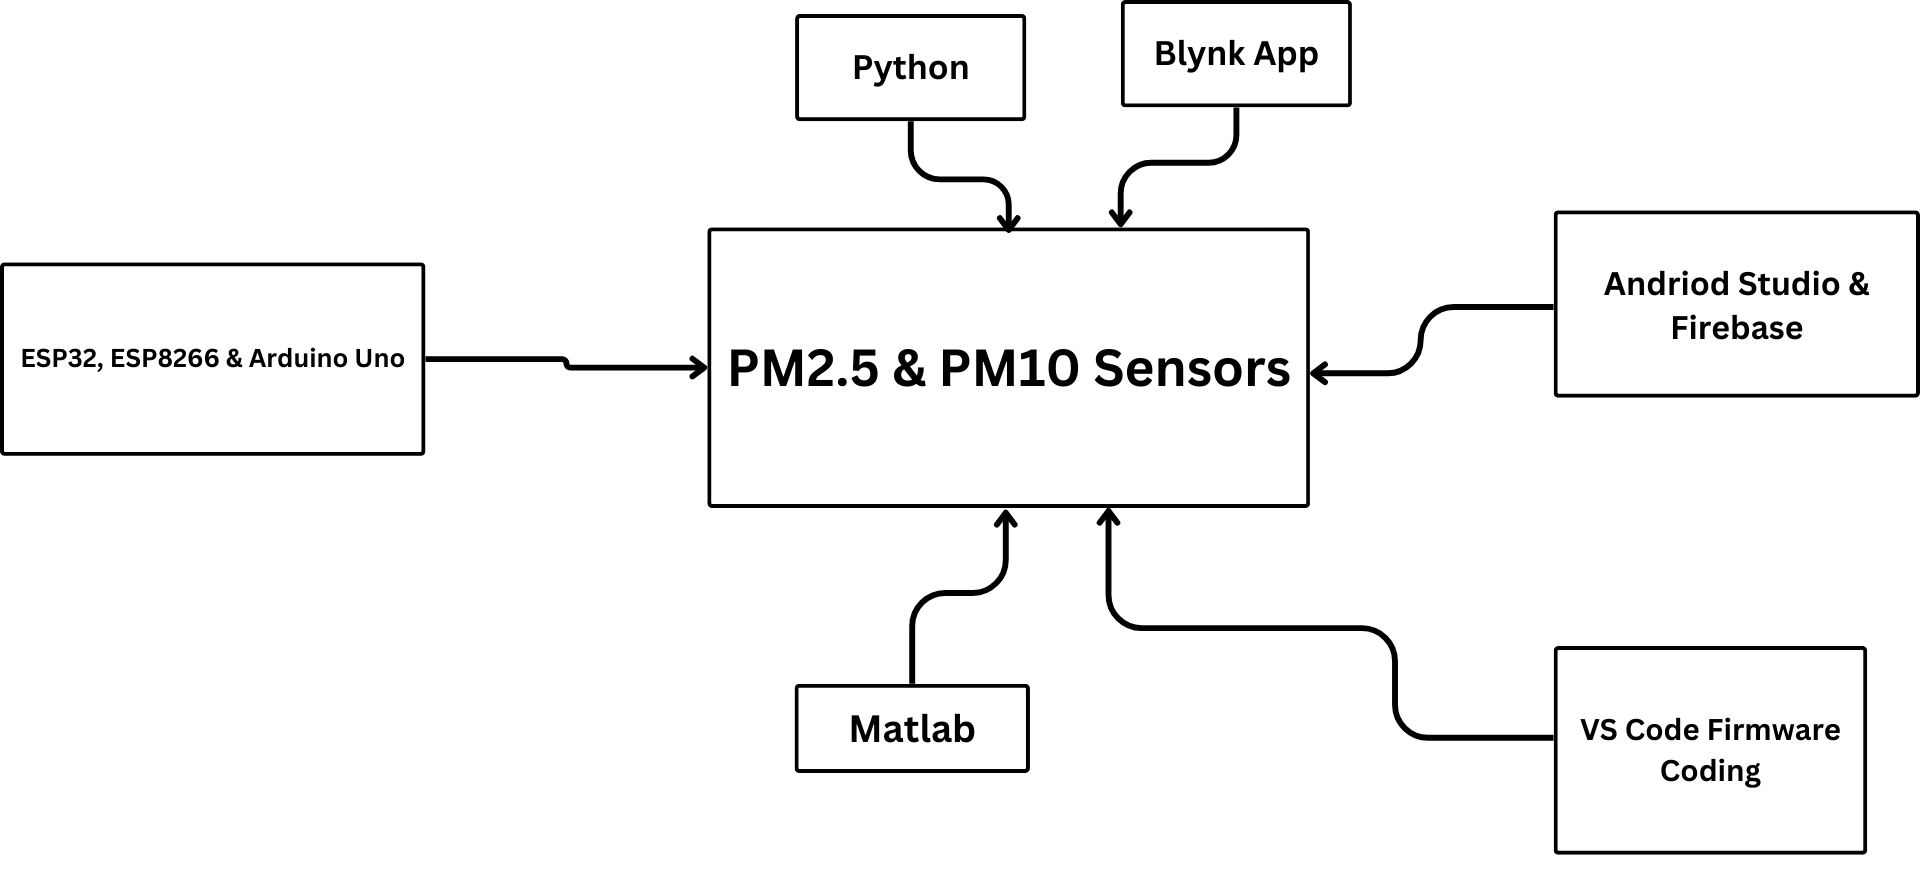 Python
Blynk App
Andriod Studio &
Firebase
ESP32, ESP8266 & Arduino Uno
PM2.5 & PM10 Sensors
Matlab
VS Code Firmware
Coding